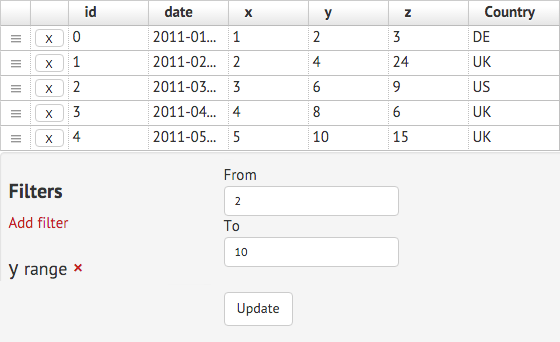 id date x y z Country
x 0 2011-01... 1 2 3 DE
x 1 2011-02... 2 4 24 UK
x 2 2011-03... 3 6 9 US
x 3 2011-04... 4 8 6 UK
x 4 2011-05... 5 10 15 UK
Filters
Add filter
y range ×
From
2
To
10
Update